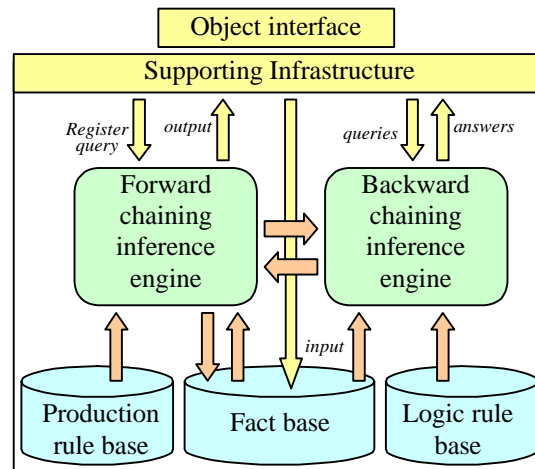 Object interface
Supporting Infrastructure
Register
query
output
queries
answers
Forward
chaining
inference
engine
Backward
chaining
inference
engine
input
Production
rule base
Fact base
Logic rule
base